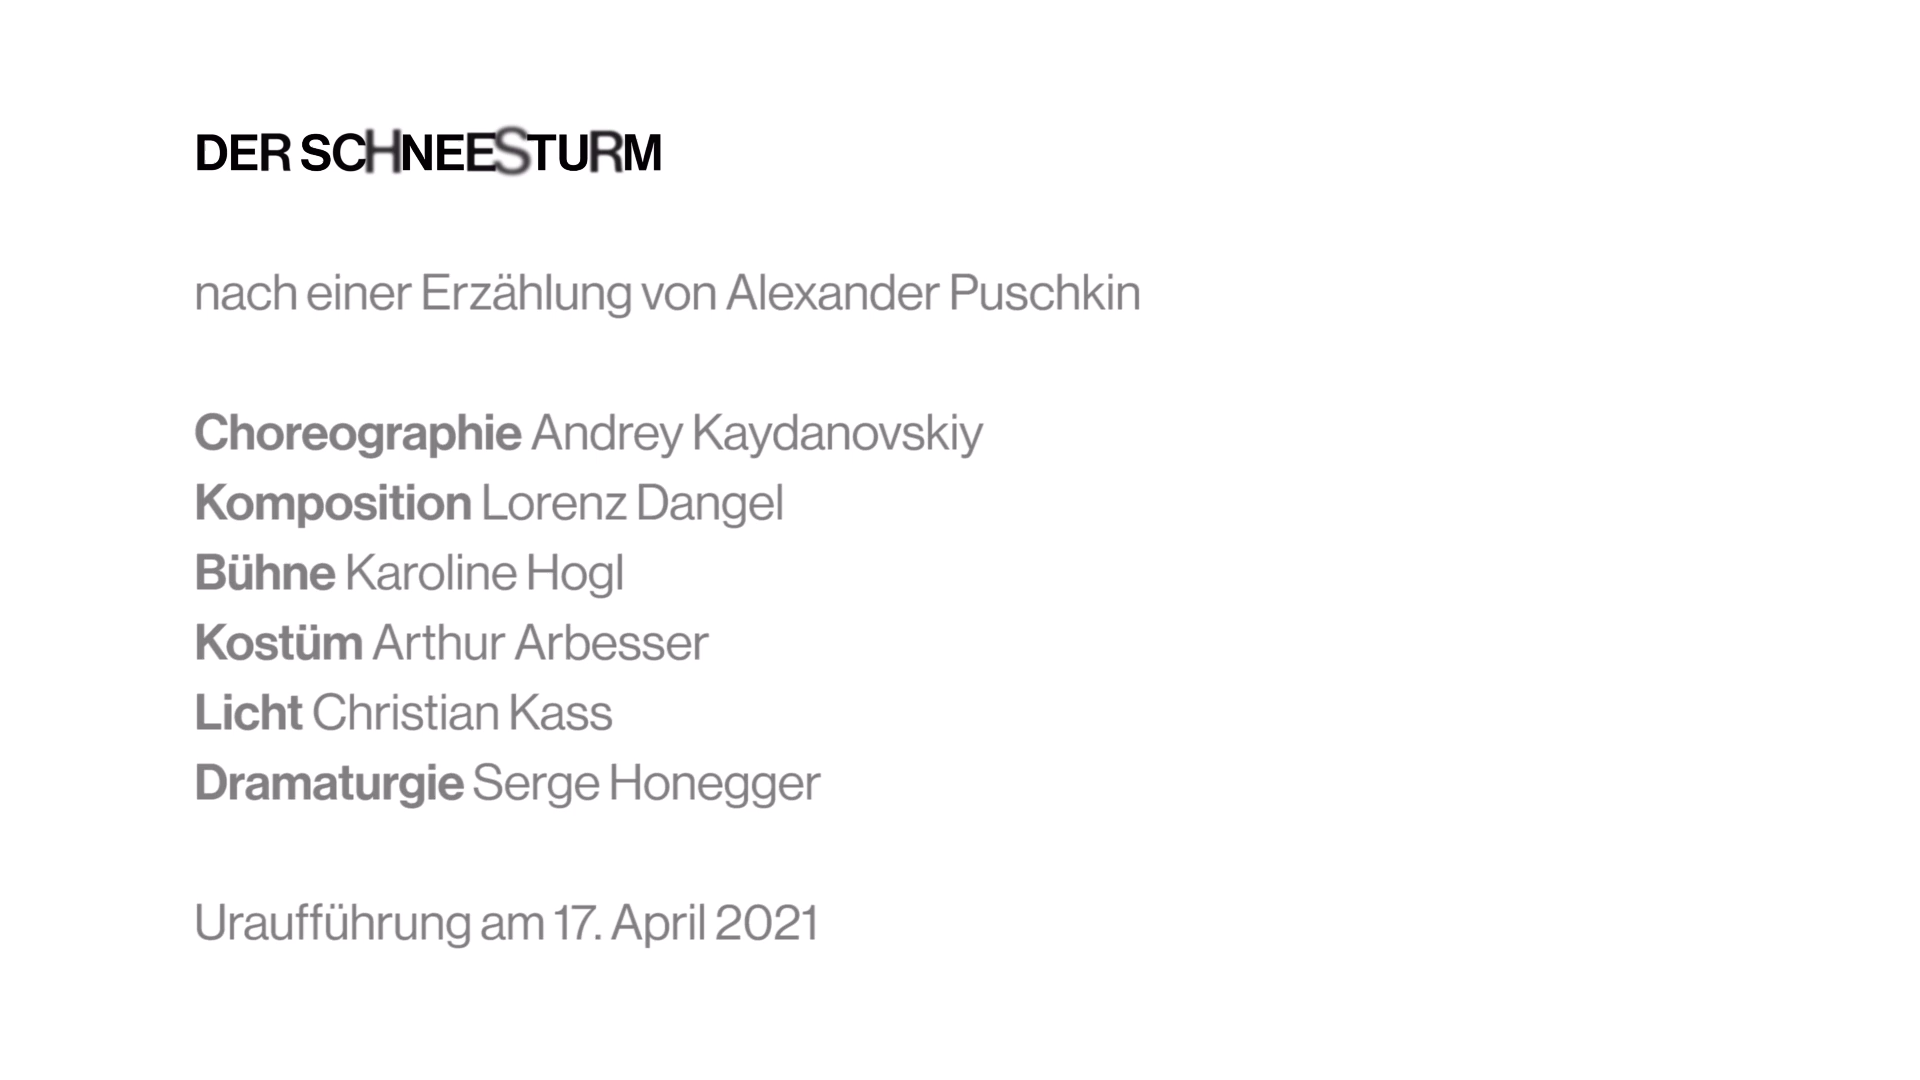 DER SCHNEESTURM
nach einer Erzählung von Alexander Puschkin
Choreographie Andrey Kaydanovskiy
Komposition Lorenz Dangel
Bühne Karoline Hogl
Kostüm Arthur Arbesser
Licht Christian Kass
Dramaturgie Serge Honegger
Uraufführung am 17. April 2021